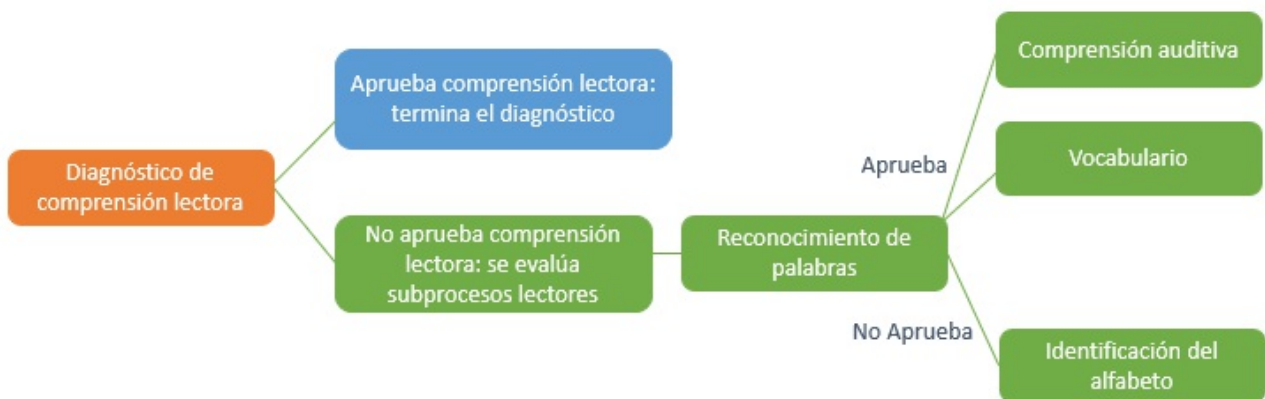 Diagnóstico de
comprensión lectora
Aprueba comprensión lectora:
termina el diagnóstico
No aprueba comprensión
lectora: se evalúa
subprocesos lectores
Reconocimiento de
palabras
Aprueba
No Aprueba
Comprensión auditiva
Vocabulario
Identificación del
alfabeto